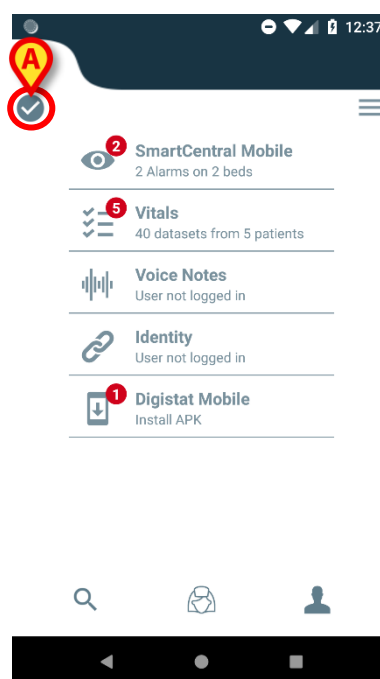 12:37
A
2
SmartCentral Mobile
2 Alarms on 2 beds
5
Vitals
40 datasets from 5 patients
Voice Notes
User not logged in
Identity
User not logged in
1
Digistat Mobile
Install APK